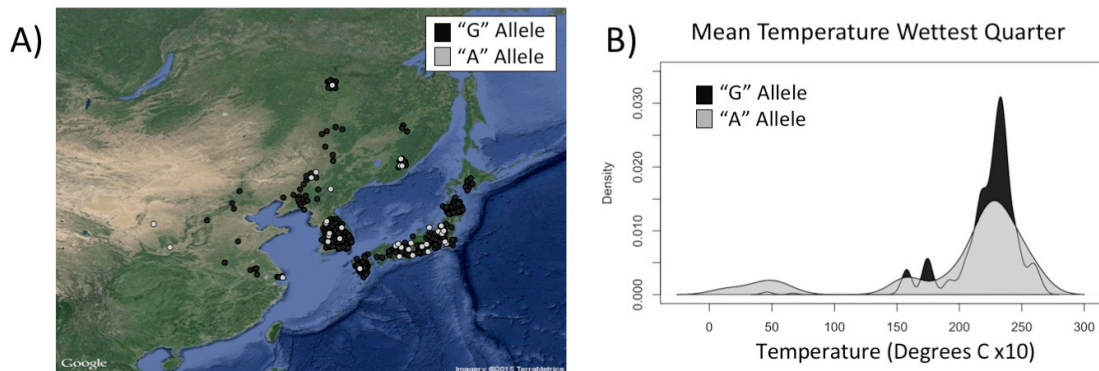 A)
“G” Allele
“A” Allele
Google
Imagery ©2015 TerraMetrics
B)
Mean Temperature Wettest Quarter
“G” Allele
“A” Allele
Density
0.030
0.020
0.010
0.000
0 50 100 150 200 250 300
Temperature (Degrees C x10)